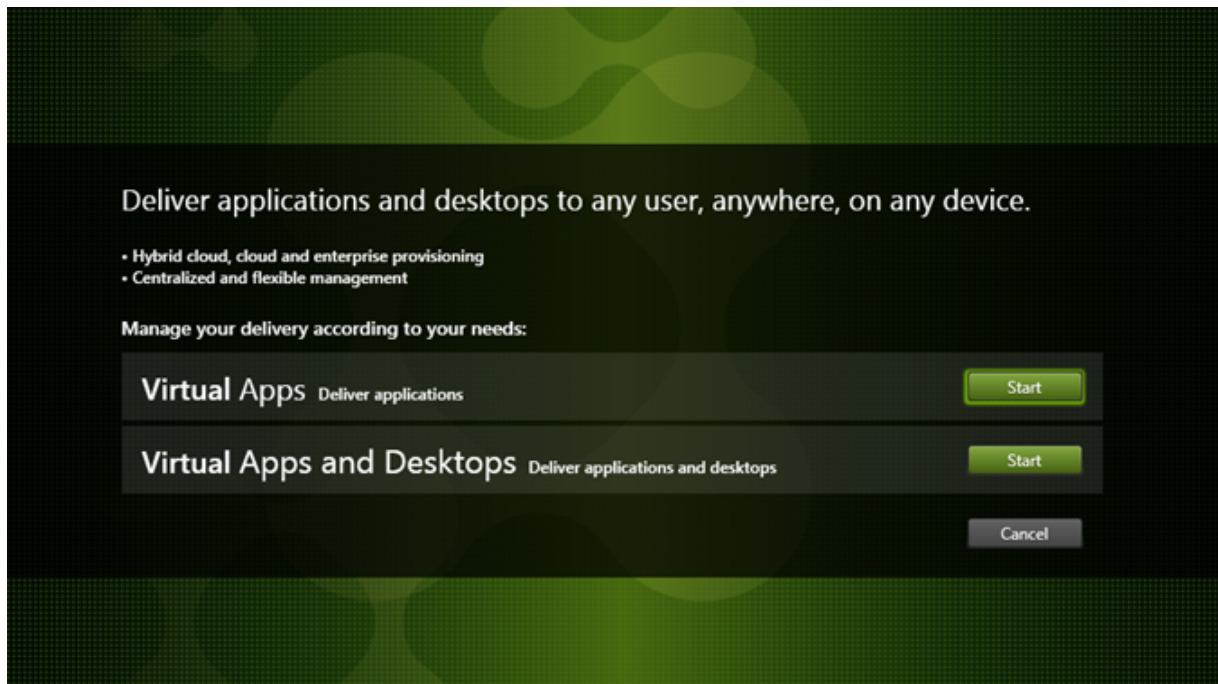 Deliver applications and desktops to any user, anywhere, on any device.
• Hybrid cloud, cloud and enterprise provisioning
• Centralized and flexible management
Manage your delivery according to your needs:
Virtual Apps Deliver applications
Start
Virtual Apps and Desktops Deliver applications and desktops
Start
Cancel